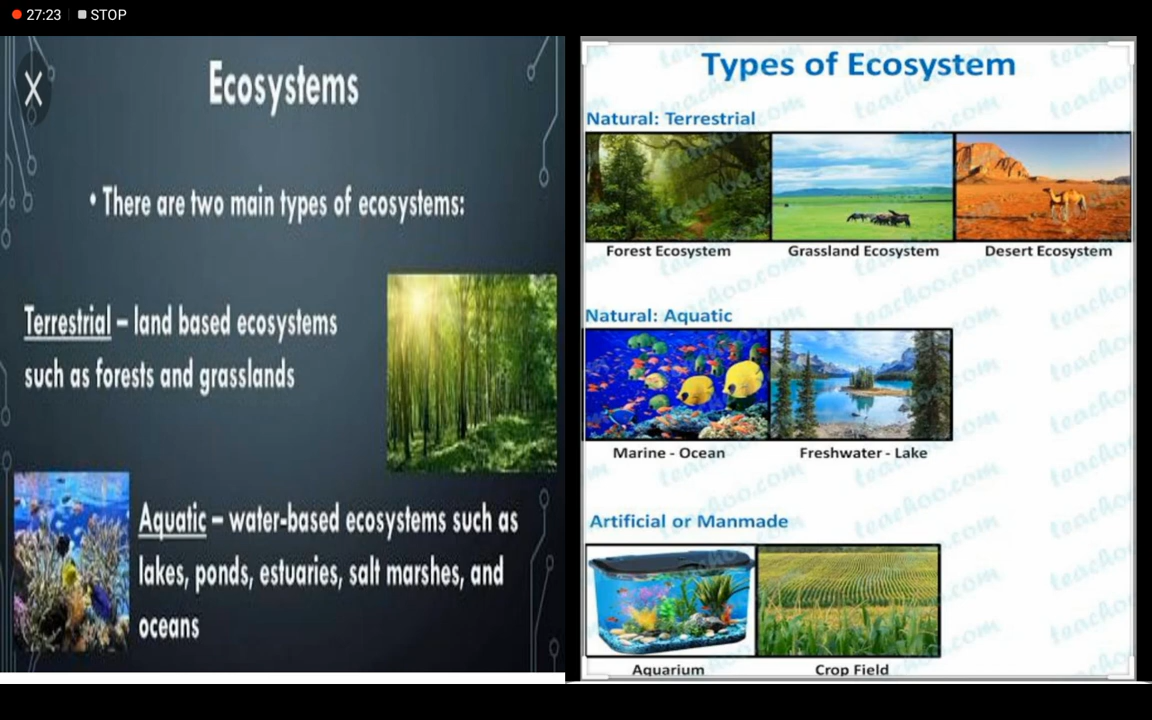 27:23
STOP
X
Ecosystems
• There are two main types of ecosystems:
Terrestrial – land based ecosystems
such as forests and grasslands
Aquatic – water-based ecosystems such as
lakes, ponds, estuaries, salt marshes, and
oceans
Types of Ecosystem
Natural: Terrestrial
Forest Ecosystem
Grassland Ecosystem
Desert Ecosystem
Natural: Aquatic
Marine - Ocean
Freshwater - Lake
Artificial or Manmade
Aquarium
Crop Field
teachoo.com